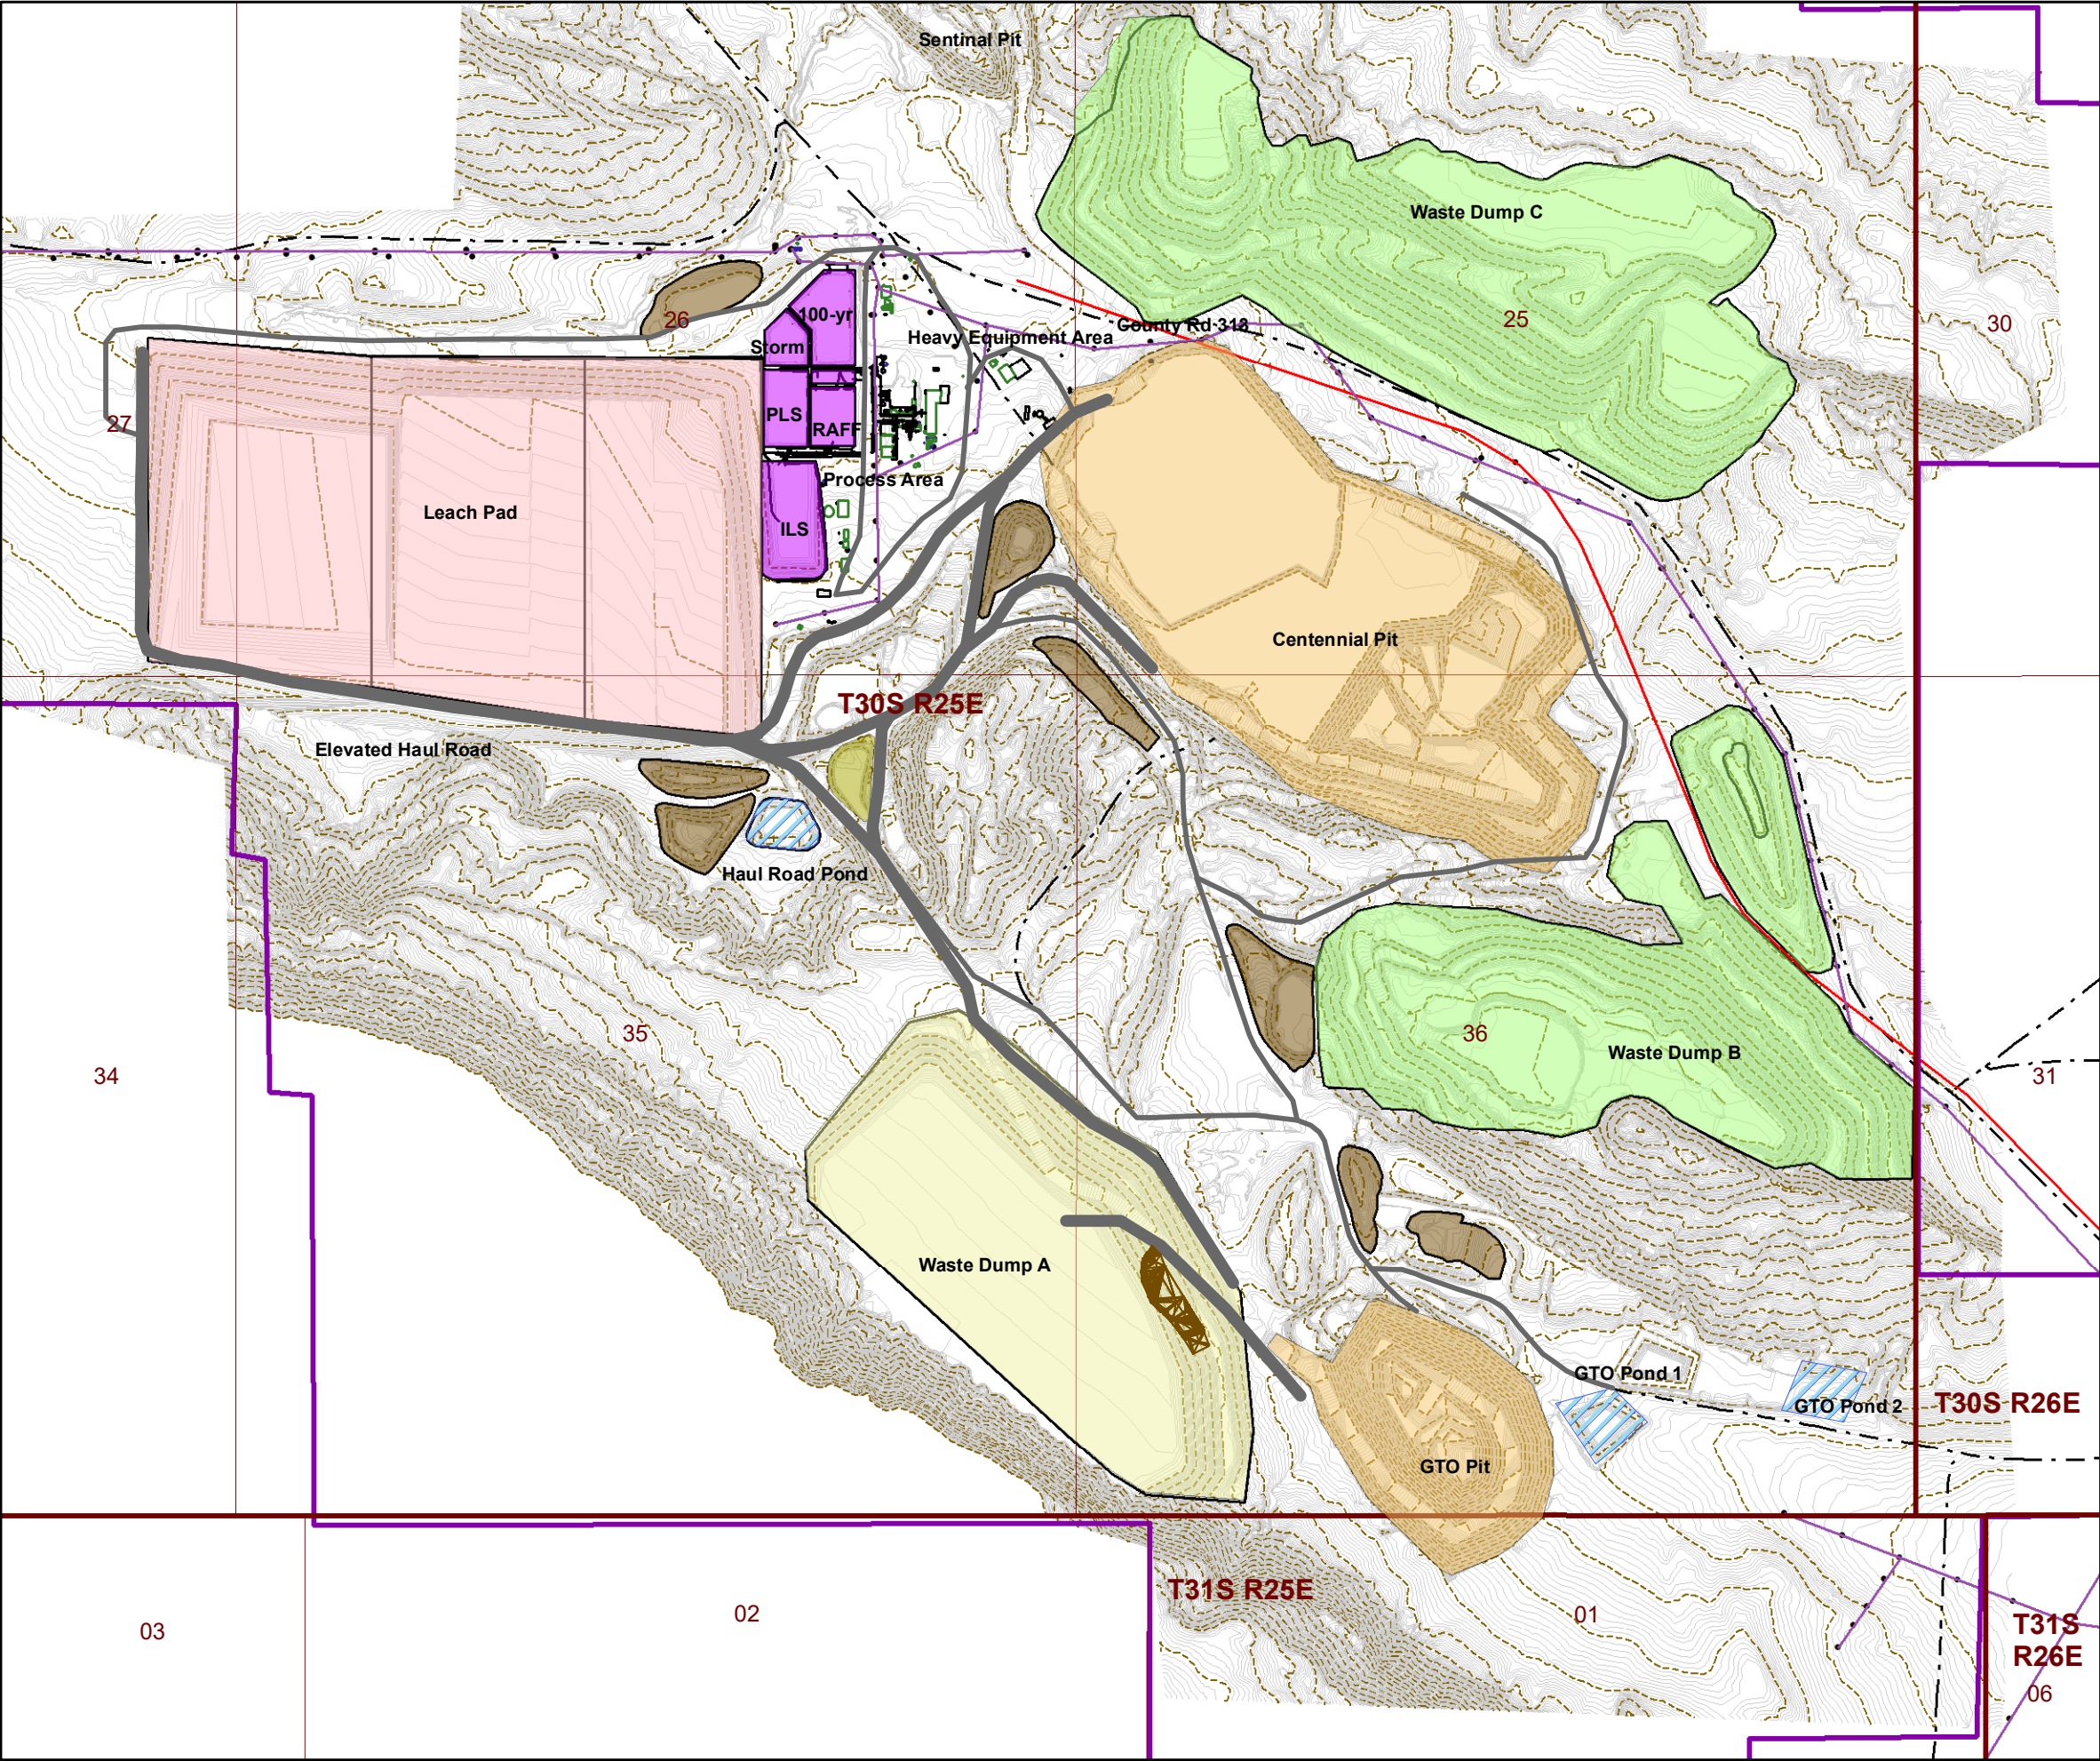 Sentinal Pit
Waste Dump C
26
100-yr
Storm
Heavy Equipment Area
County Rd-313
25
30
27
PLS
RAFF
Process Area
Leach Pad
ILS
Centennial Pit
T30S R25E
Elevated Haul Road
Haul Road Pond
34
35
36
Waste Dump B
31
Waste Dump A
GTO Pond 1
GTO Pond 2
T30S R26E
GTO Pit
T31S R25E
03
02
01
T31S
R26E
06